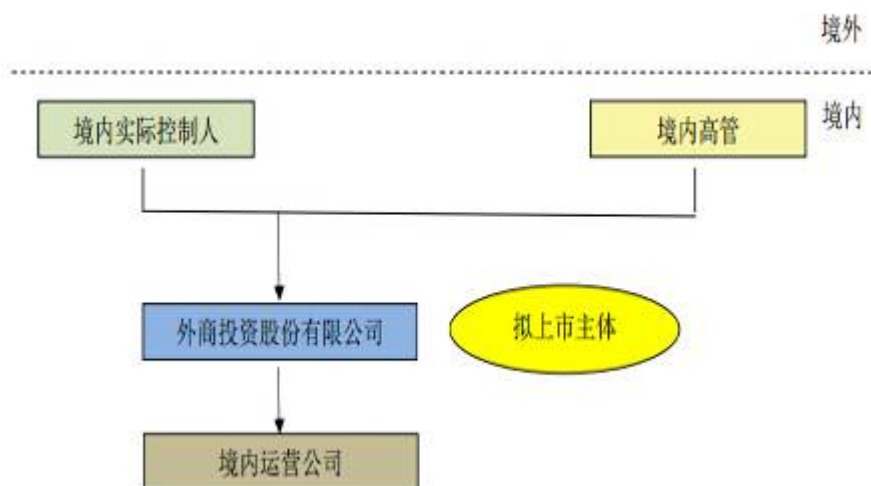 境外
境内实际控制人
境内高管
境内
外商投资股份有限公司
拟上市主体
境内运营公司